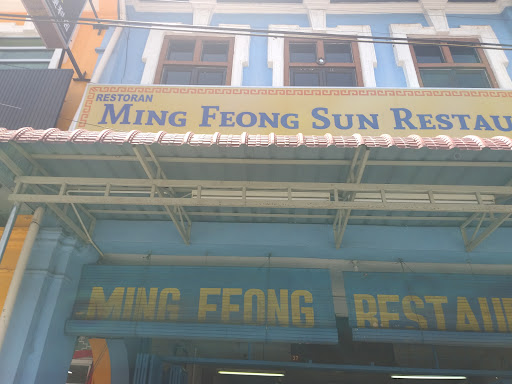 RESTORAN
MING FEONG SUN RESTAU
MING FEONG RESTAU